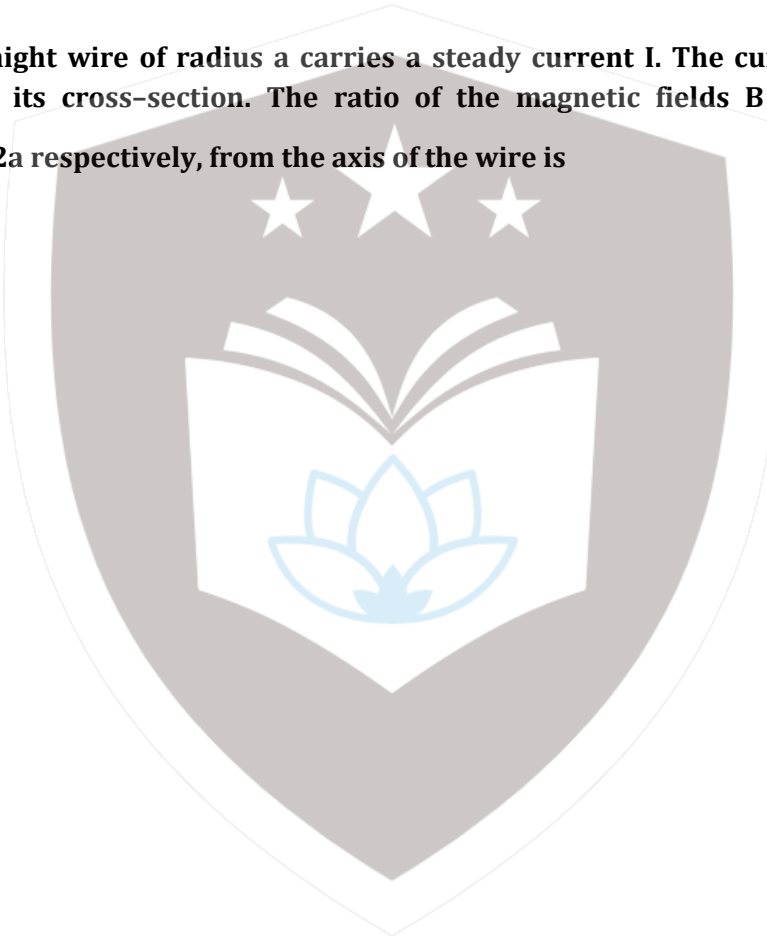 night wire of radius a carries a steady current I. The cu
its cross–section. The ratio of the magnetic fields B
2a respectively, from the axis of the wire is